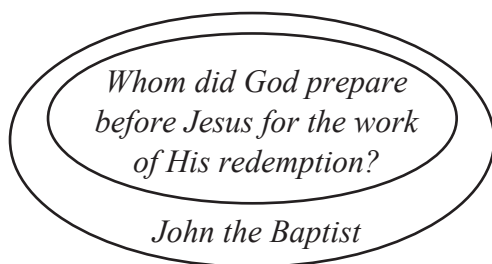 Whom did God prepare
before Jesus for the work
of His redemption?
John the Baptist